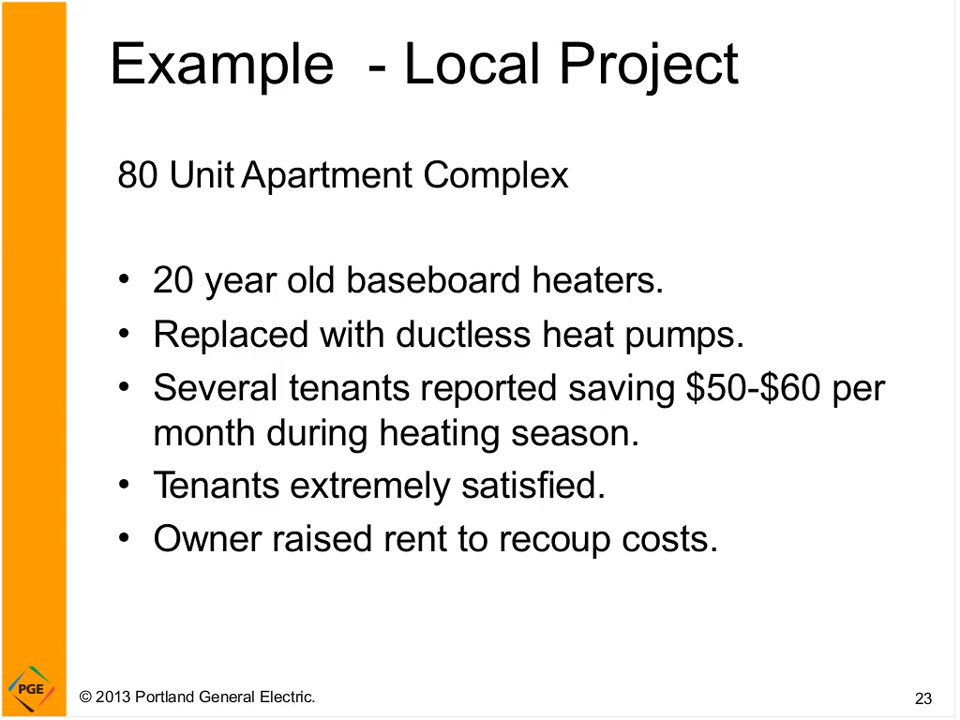 Example - Local Project
80 Unit Apartment Complex
• 20 year old baseboard heaters.
• Replaced with ductless heat pumps.
• Several tenants reported saving $50-$60 per
month during heating season.
• Tenants extremely satisfied.
• Owner raised rent to recoup costs.
PGE
© 2013 Portland General Electric.
23